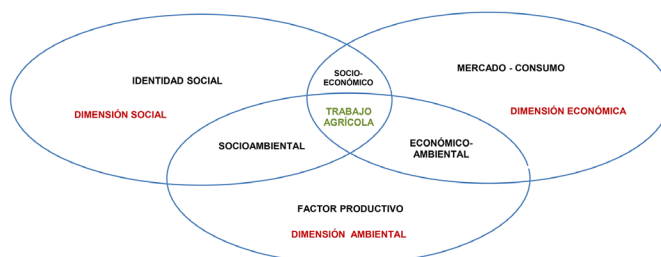 IDENTIDAD SOCIAL
DIMENSIÓN SOCIAL
SOCIO-
ECONÓMICO
MERCADO - CONSUMO
DIMENSIÓN ECONÓMICA
TRABAJO
AGRÍCOLA
SOCIOAMBIENTAL
ECONÓMICO-
AMBIENTAL
FACTOR PRODUCTIVO
DIMENSIÓN AMBIENTAL